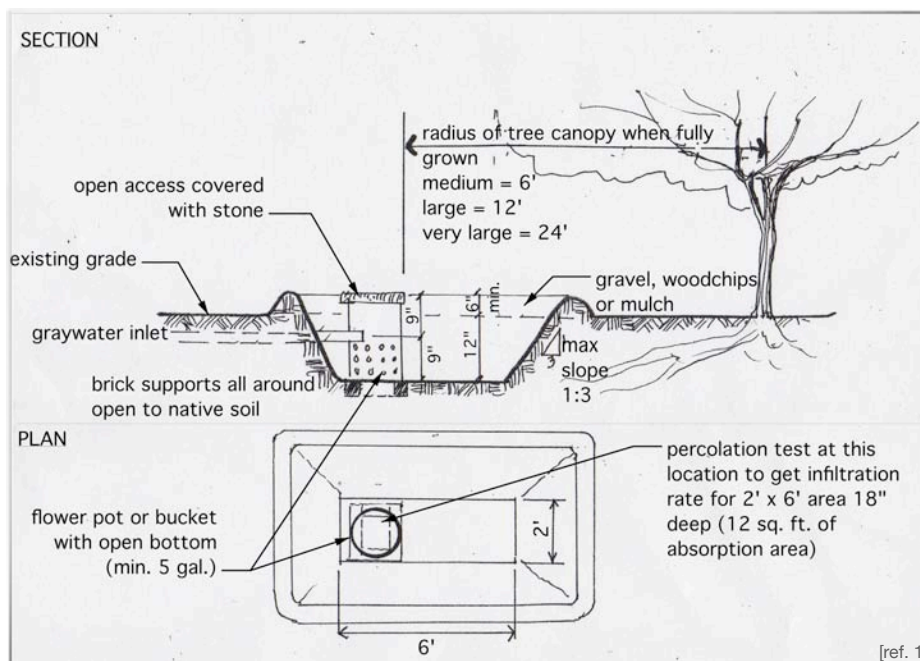 SECTION
radius of tree canopy when fully
grown
medium = 6'
large = 12'
very large = 24'
open access covered
with stone
existing grade
gravel, woodchips
or mulch
6"
min.
9"
graywater inlet
9"
12"
max
slope
1:3
3
brick supports all around
open to native soil
PLAN
percolation test at this
location to get infiltration
rate for 2' x 6' area 18"
deep (12 sq. ft. of
absorption area)
flower pot or bucket
with open bottom
(min. 5 gal.)
2'
6'
[ref. 1